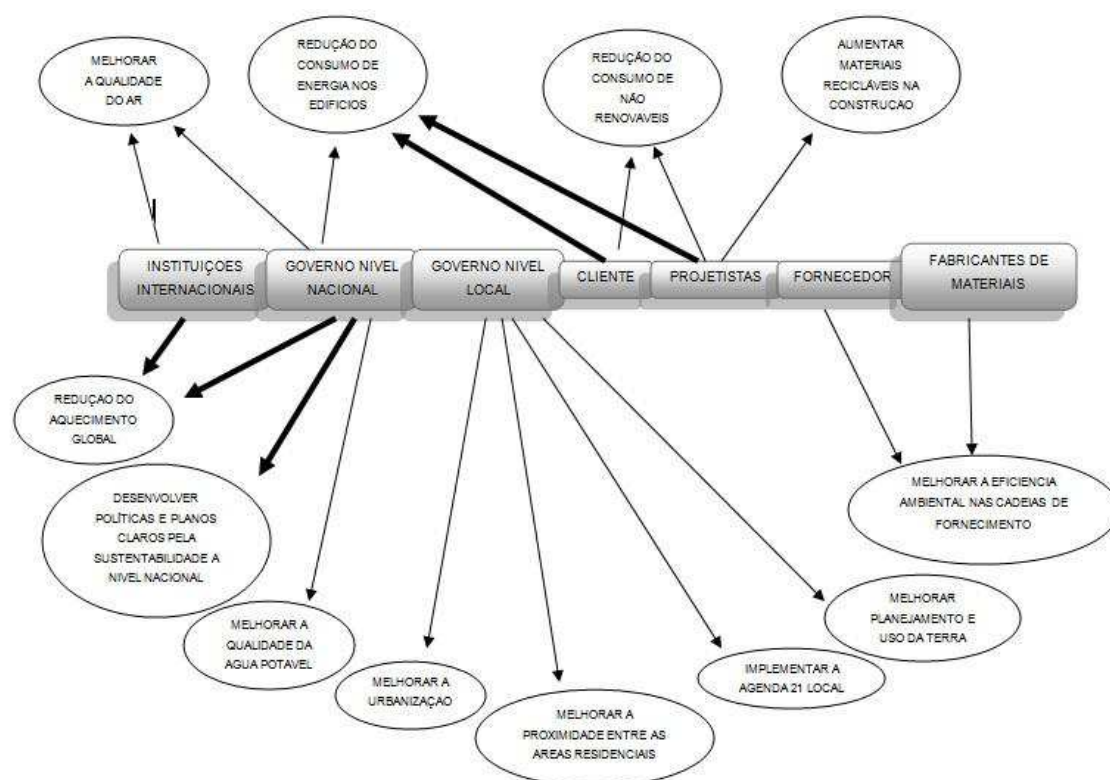 MELHORAR
A QUALIDADE
DO AR
REDUÇÃO DO
CONSUMO DE
ENERGIA NOS
EDIFICIOS
REDUÇÃO DO
CONSUMO DE
NÃO
RENOVAVEIS
AUMENTAR
MATERIAIS
RECICLÁVEIS NA
CONSTRUCAO
INSTITUIÇOES
INTERNACIONAIS
GOVERNO NIVEL
NACIONAL
GOVERNO NIVEL
LOCAL
CLIENTE
PROJETISTAS
FORNECEDOR
FABRICANTES DE
MATERIAIS
REDUÇAO DO
AQUECIMENTO
GLOBAL
DESENVOLVER
POLÍTICAS E PLANOS
CLAROS PELA
SUSTENTABILIDADE A
NIVEL NACIONAL
MELHORAR A
QUALIDADE DA
AGUA POTAVEL
MELHORAR A
URBANIZAÇAO
MELHORAR A
PROXIMIDADE ENTRE AS
AREAS RESIDENCIAIS
IMPLEMENTAR A
AGENDA 21 LOCAL
MELHORAR
PLANEJAMENTO E
USO DA TERRA
MELHORAR A EFICIENCIA
AMBIENTAL NAS CADEIAS DE
FORNECIMENTO